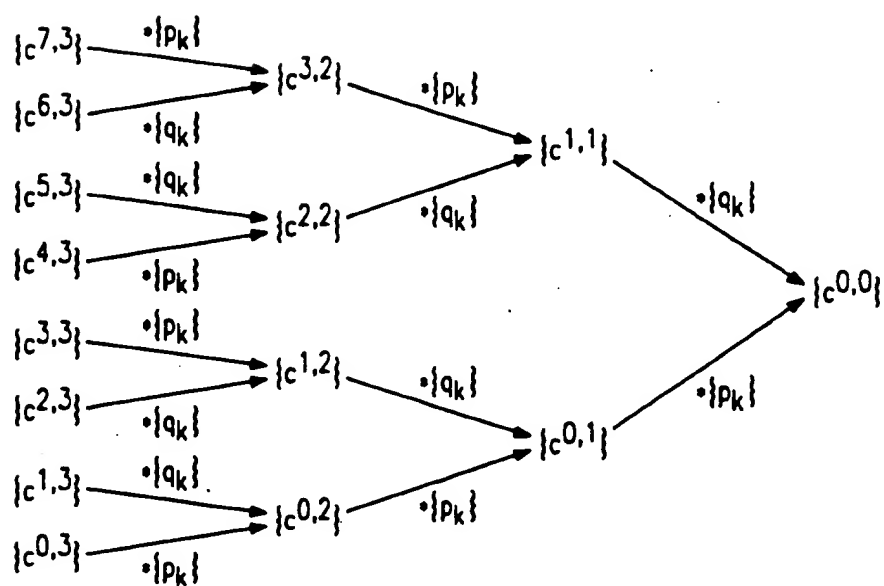 {c^7,3} *{p_k}
{c^3,2}
*{p_k}
{c^6,3} *{q_k}
{c^1,1}
{c^5,3} *{q_k}
*{q_k}
*{q_k}
{c^2,2}
{c^4,3} *{p_k}
{c^0,0}
{c^3,3} *{p_k}
{c^1,2}
*{q_k}
*{p_k}
{c^2,3} *{q_k}
{c^0,1}
{c^1,3} *{q_k}
*{p_k}
{c^0,2}
{c^0,3} *{p_k}